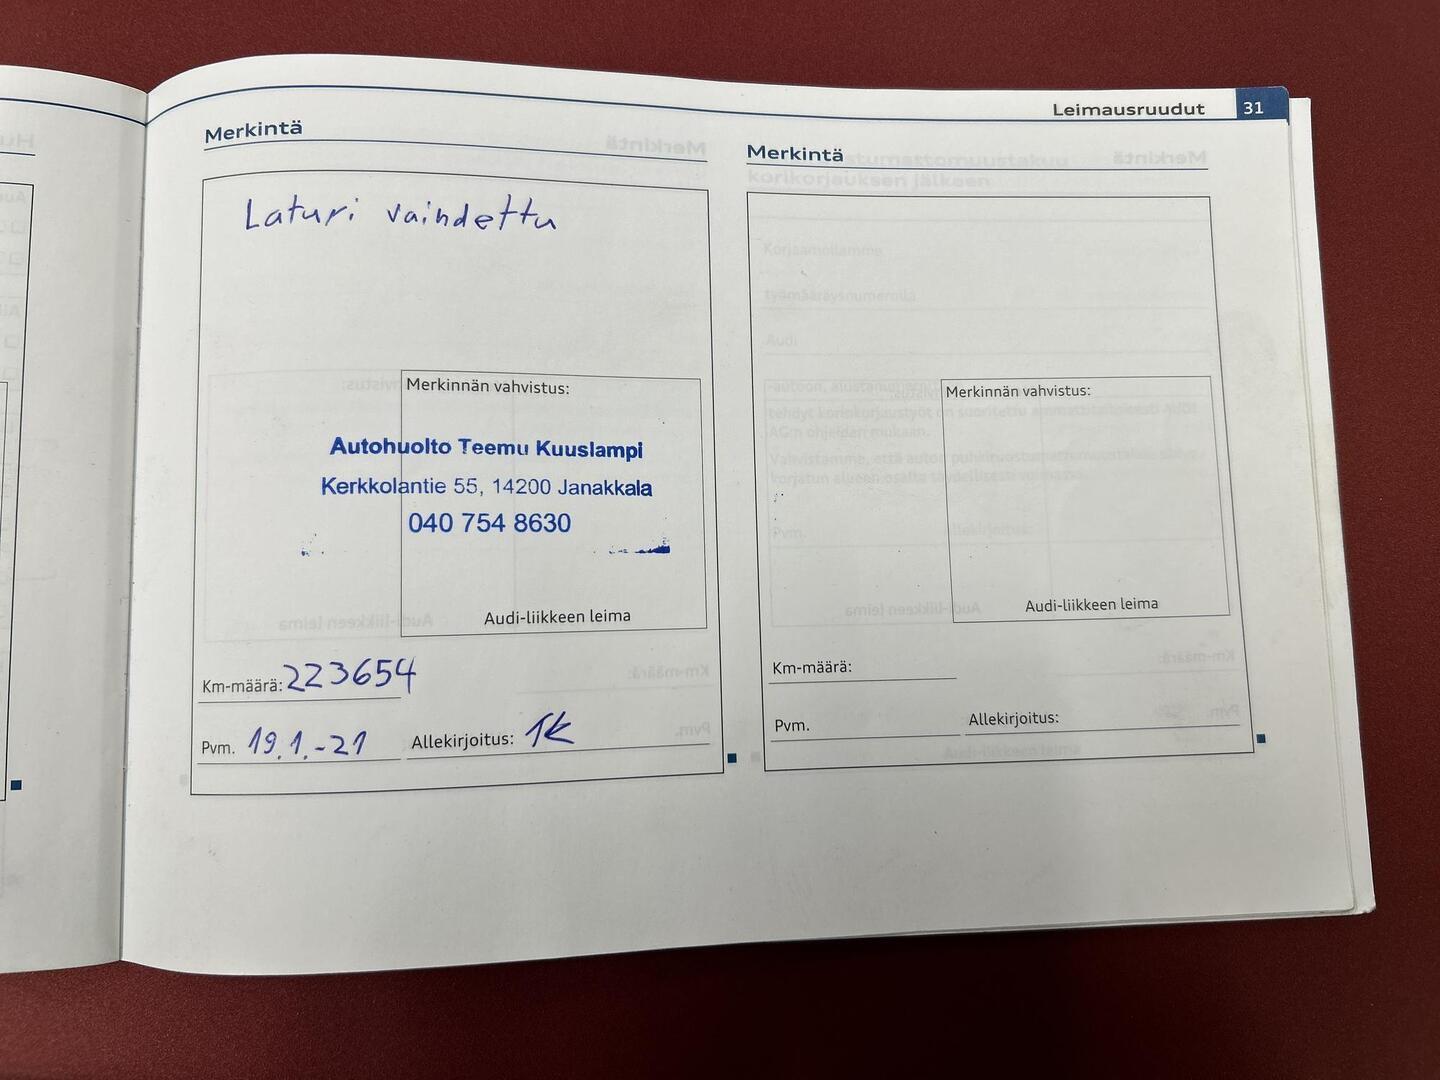 Leimausruudut 31
Merkintä
Laturi vaihdettu
Merkinnän vahvistus:
Autohuolto Teemu Kuuslampi
Kerkkolantie 55, 14200 Janakkala
040 754 8630
Audi-liikkeen leima
Km-määrä: 223654
Pvm. 19.1.-21 Allekirjoitus: TK
Merkintä
Merkinnän vahvistus:
Audi-liikkeen leima
Km-määrä:
Pvm. Allekirjoitus: